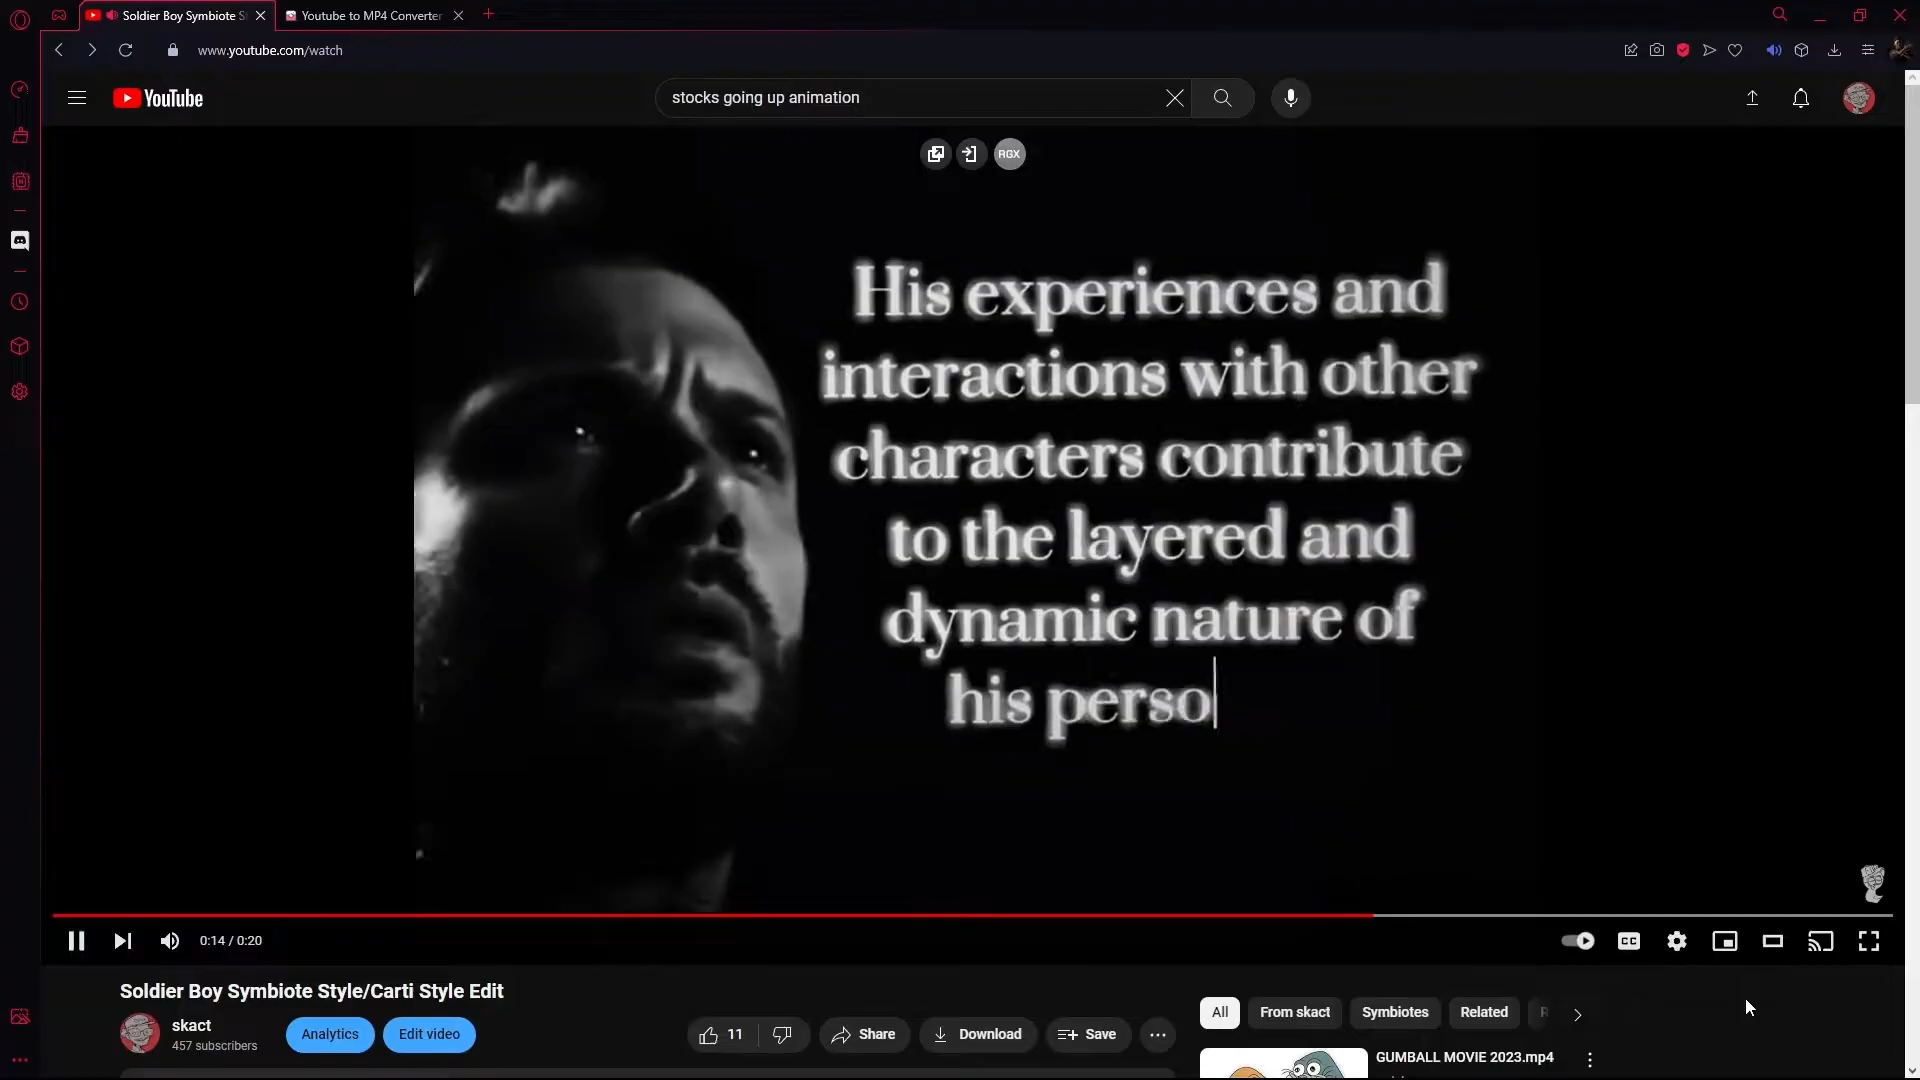 Soldier Boy Symbiote S
Youtube to MP4 Converter
www.youtube.com/watch
YouTube
stocks going up animation
RGX
His experiences and
interactions with other
characters contribute
to the layered and
dynamic nature of
his perso
0:14 / 0:20
CC
Soldier Boy Symbiote Style/Carti Style Edit
skact
457 subscribers
Analytics
Edit video
11
Share
Download
Save
All
From skact
Symbiotes
Related
R
GUMBALL MOVIE 2023.mp4